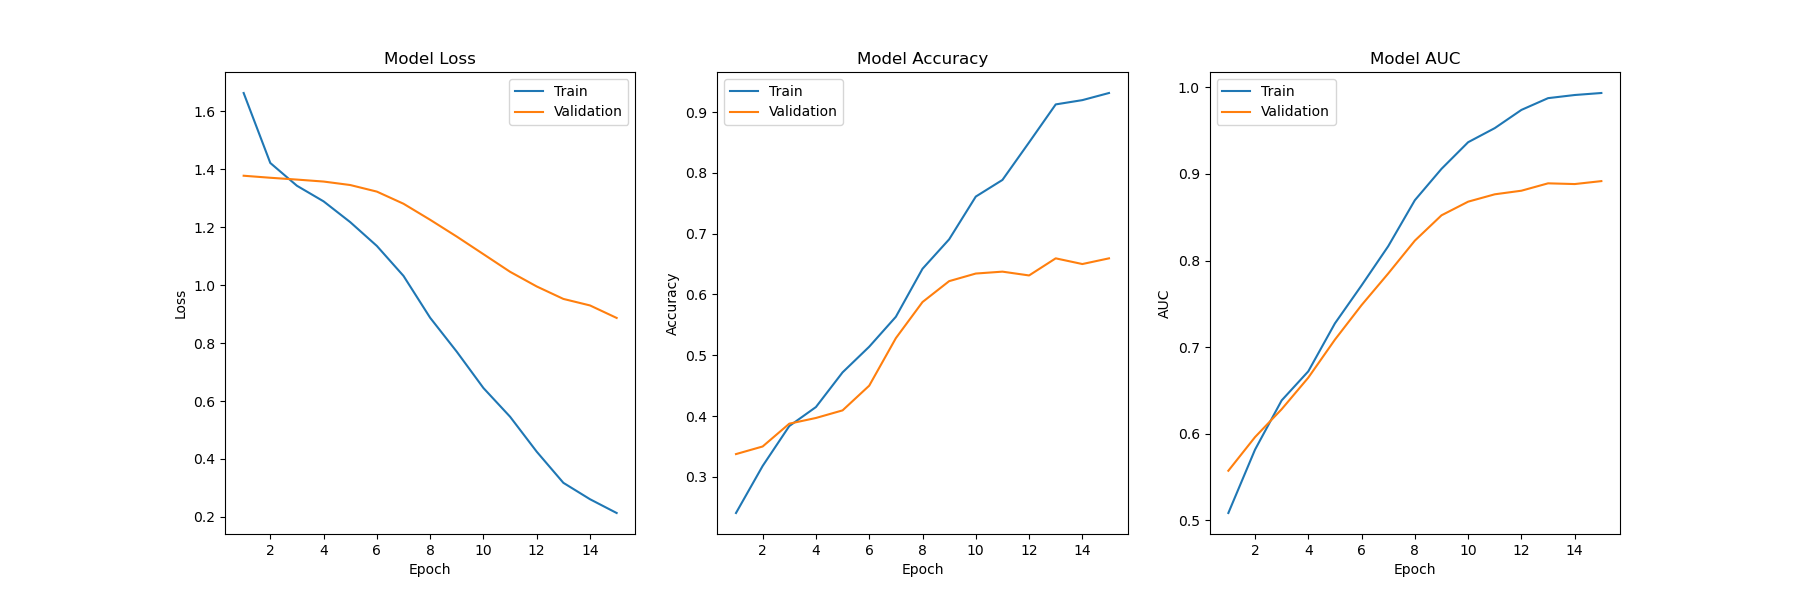 Model Loss
Train
Validation
1.6
1.4
1.2
1.0
0.8
0.6
0.4
0.2
Loss
2 4 6 8 10 12 14
Epoch
Model Accuracy
Train
Validation
0.9
0.8
0.7
0.6
0.5
0.4
0.3
Accuracy
2 4 6 8 10 12 14
Epoch
Model AUC
Train
Validation
1.0
0.9
0.8
0.7
0.6
0.5
AUC
2 4 6 8 10 12 14
Epoch